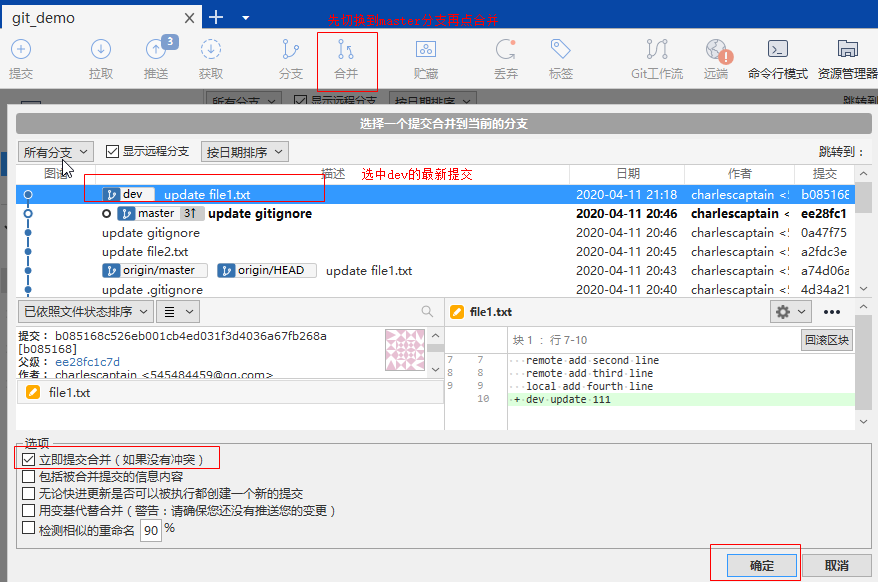 git_demo
先切换到master分支再点合并
3
提交 拉取 推送 获取 分支 合并 贮藏 丢弃 标签 Git工作流 远端 命令行模式 资源管理器
所有分支 显示远程分支 按日期排序 跳转到
选择一个提交合并到当前的分支
所有分支 显示远程分支 按日期排序 跳转到：
描述 选中dev的最新提交 日期 作者 提交
dev update file1.txt 2020-04-11 21:18 charlescaptain <5 b085168
master 3↑ update gitignore 2020-04-11 20:46 charlescaptain < ee28fc1
update gitignore 2020-04-11 20:46 charlescaptain <5 0a47f75
update file2.txt 2020-04-11 20:45 charlescaptain <5 a2fdc3e
origin/master origin/HEAD update file1.txt 2020-04-11 20:43 charlescaptain <5 a74d06a
update .gitignore 2020-04-11 20:40 charlescaptain <5 4d34a21
已依照文件状态排序 file1.txt
提交： b085168c526eb001cb4ed031f3d4036a67fb268a
[b085168]
父级： ee28fc1c7d
作者： charlescaptain <545484459@qq.com>
file1.txt
块 1 ： 行 7-10 回滚区块
7 7 remote add second line
8 8 remote add third line
9 9 local add fourth line
10 + dev update 111
选项
立即提交合并（如果没有冲突）
包括被合并提交的信息内容
无论快进更新是否可以被执行都创建一个新的提交
用变基代替合并（警告：请确保您还没有推送您的变更）
检测相似的重命名 90 %
确定 取消